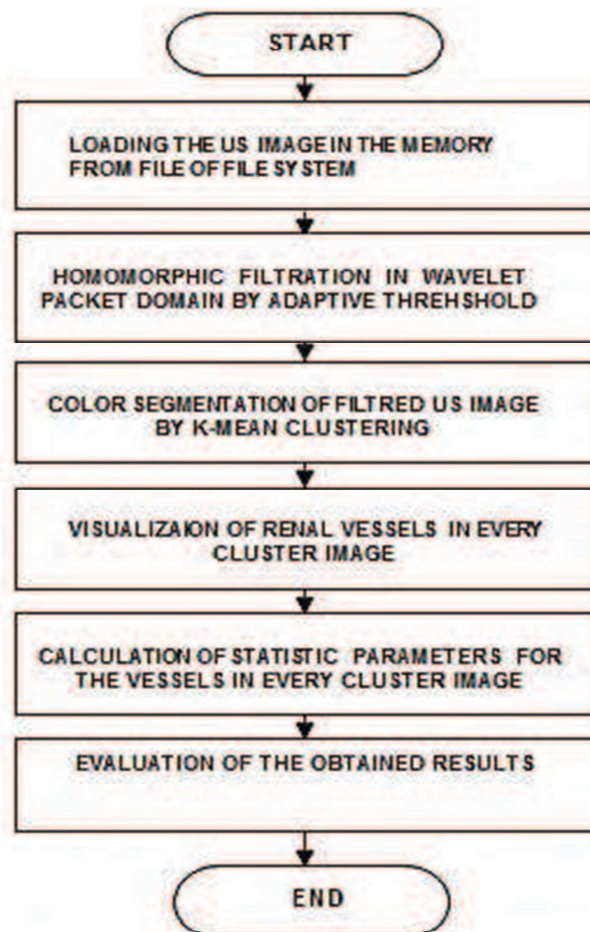 START
LOADING THE US IMAGE IN THE MEMORY
FROM FILE OF FILE SYSTEM
HOMOMORPHIC FILTRATION IN WAVELET
PACKET DOMAIN BY ADAPTIVE THREHSHOLD
COLOR SEGMENTATION OF FILTRED US IMAGE
BY K-MEAN CLUSTERING
VISUALIZAION OF RENAL VESSELS IN EVERY
CLUSTER IMAGE
CALCULATION OF STATISTIC PARAMETERS FOR
THE VESSELS IN EVERY CLUSTER IMAGE
EVALUATION OF THE OBTAINED RESULTS
END